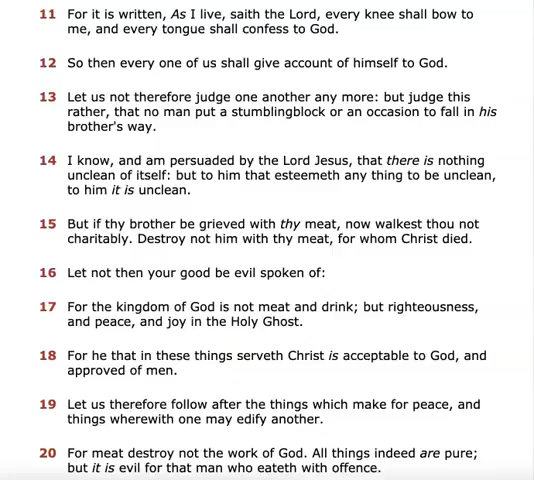 11 For it is written, As I live, saith the Lord, every knee shall bow to
me, and every tongue shall confess to God.
12 So then every one of us shall give account of himself to God.
13 Let us not therefore judge one another any more: but judge this
rather, that no man put a stumblingblock or an occasion to fall in his
brother's way.
14 I know, and am persuaded by the Lord Jesus, that there is nothing
unclean of itself: but to him that esteemeth any thing to be unclean,
to him it is unclean.
15 But if thy brother be grieved with thy meat, now walkest thou not
charitably. Destroy not him with thy meat, for whom Christ died.
16 Let not then your good be evil spoken of:
17 For the kingdom of God is not meat and drink; but righteousness,
and peace, and joy in the Holy Ghost.
18 For he that in these things serveth Christ is acceptable to God, and
approved of men.
19 Let us therefore follow after the things which make for peace, and
things wherewith one may edify another.
20 For meat destroy not the work of God. All things indeed are pure;
but it is evil for that man who eateth with offence.